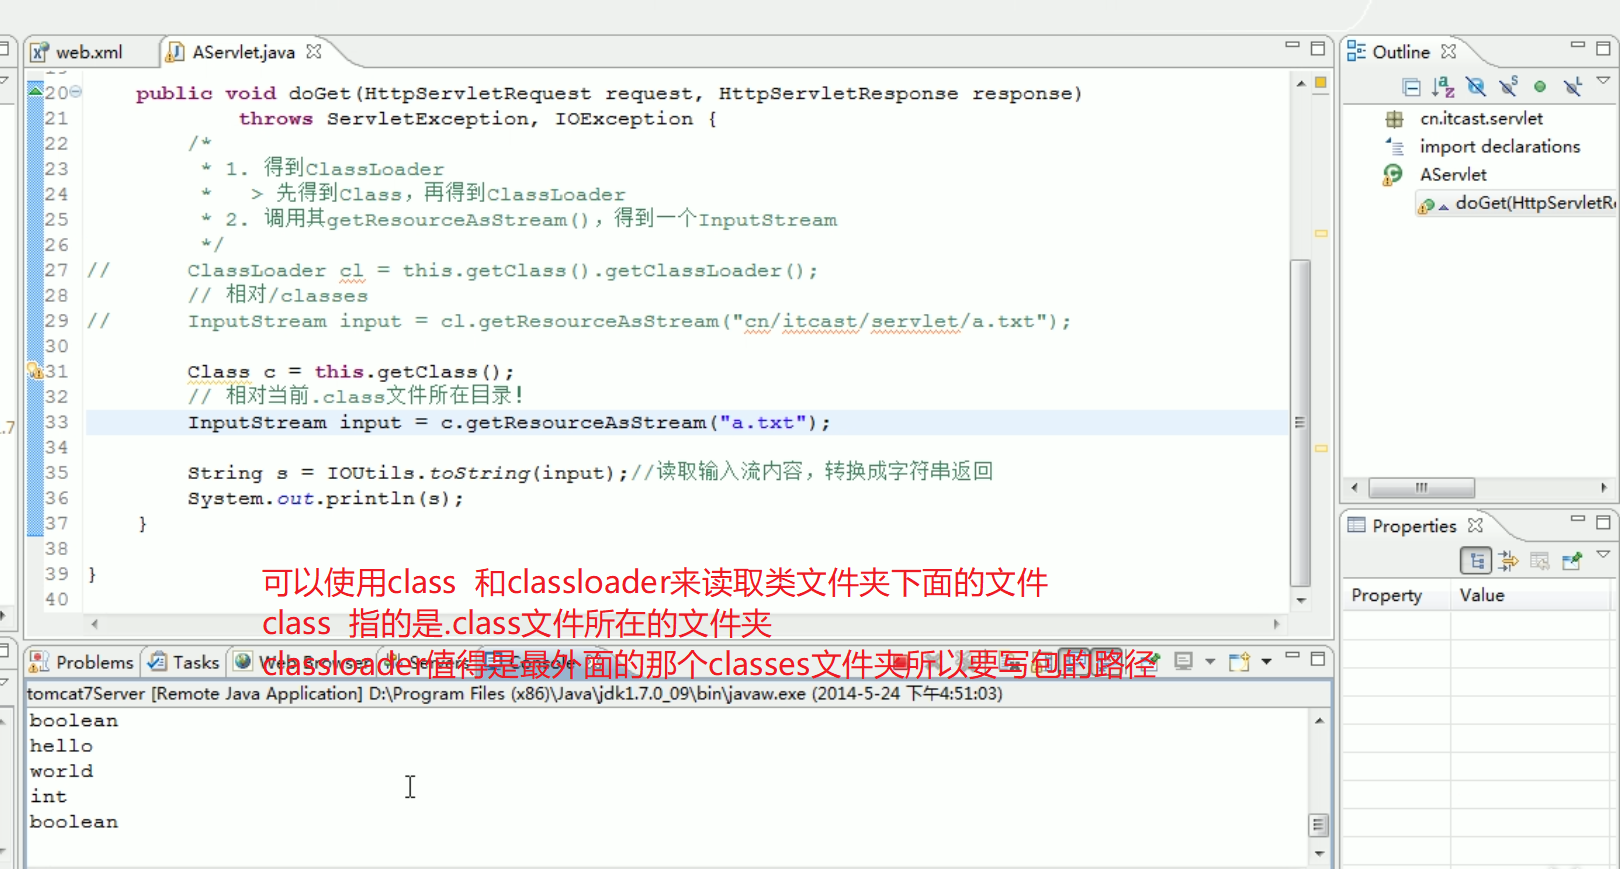 web.xml
AServlet.java
20 public void doGet(HttpServletRequest request, HttpServletResponse response)
21 throws ServletException, IOException {
22 /*
23 * 1. 得到ClassLoader
24 * > 先得到Class，再得到ClassLoader
25 * 2. 调用其getResourceAsStream()，得到一个InputStream
26 */
27 // ClassLoader cl = this.getClass().getClassLoader();
28 // 相对/classes
29 // InputStream input = cl.getResourceAsStream("cn/itcast/servlet/a.txt");
30
31 Class c = this.getClass();
32 // 相对当前.class文件所在目录！
33 InputStream input = c.getResourceAsStream("a.txt");
34
35 String s = IOUtils.toString(input);//读取输入流内容，转换成字符串返回
36 System.out.println(s);
37 }
38
39 }
40
可以使用class 和classloader来读取类文件夹下面的文件
class 指的是.class文件所在的文件夹
classloader值得是最外面的那个classes文件夹所以要写包的路径
.7
Problems Tasks Web Browser Servers Console
tomcat7Server [Remote Java Application] D:\Program Files (x86)\Java\jdk1.7.0_09\bin\javaw.exe (2014-5-24 下午4:51:03)
boolean
hello
world
int
boolean
Outline
cn.itcast.servlet
import declarations
AServlet
doGet(HttpServletRe
Properties
Property Value